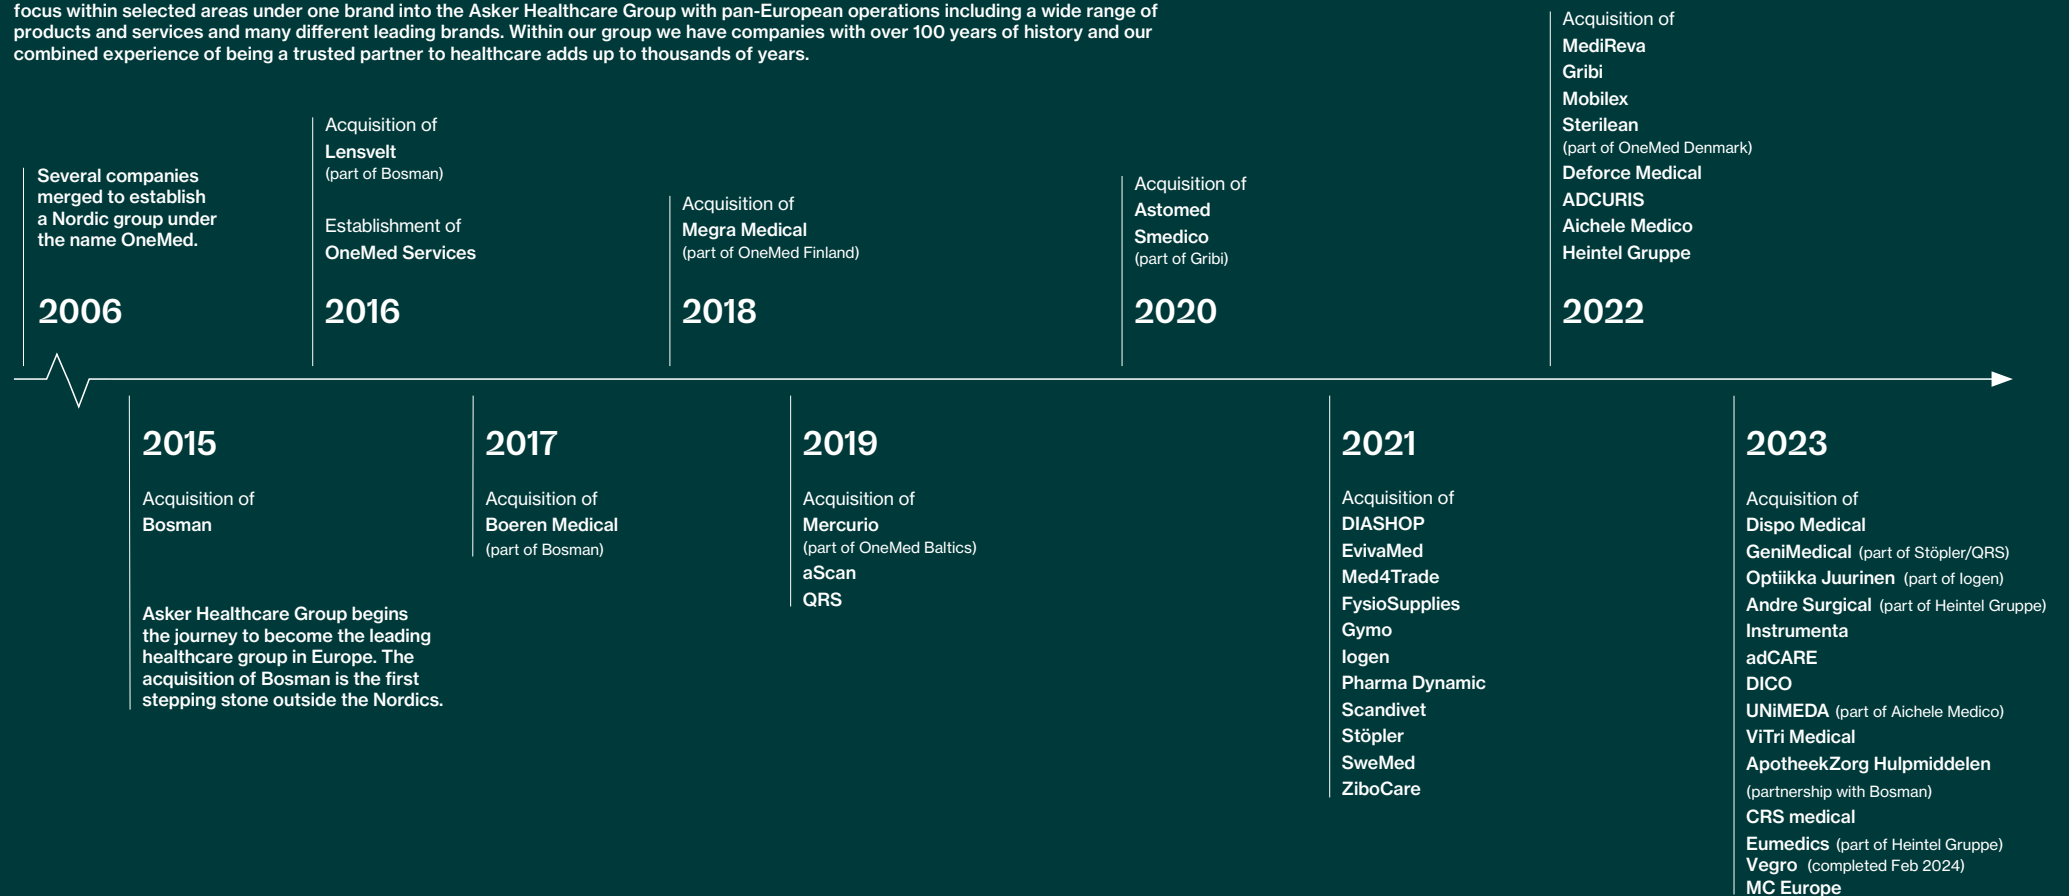 focus within selected areas under one brand into the Asker Healthcare Group with pan-European operations including a wide range of
products and services and many different leading brands. Within our group we have companies with over 100 years of history and our
combined experience of being a trusted partner to healthcare adds up to thousands of years.
Several companies
merged to establish
a Nordic group under
the name OneMed.
2006
2015
Acquisition of
Bosman
Asker Healthcare Group begins
the journey to become the leading
healthcare group in Europe. The
acquisition of Bosman is the first
stepping stone outside the Nordics.
Acquisition of
Lensvelt
(part of Bosman)
Establishment of
OneMed Services
2016
2017
Acquisition of
Boeren Medical
(part of Bosman)
Acquisition of
Megra Medical
(part of OneMed Finland)
2018
2019
Acquisition of
Mercurio
(part of OneMed Baltics)
aScan
QRS
Acquisition of
Astomed
Smedico
(part of Gribi)
2020
2021
Acquisition of
DIASHOP
EvivaMed
Med4Trade
FysioSupplies
Gymo
Iogen
Pharma Dynamic
Scandivet
Stöpler
SweMed
ZiboCare
Acquisition of
MediReva
Gribi
Mobilex
Sterilean
(part of OneMed Denmark)
Deforce Medical
ADCURIS
Aichele Medico
Heintel Gruppe
2022
2023
Acquisition of
Dispo Medical
GeniMedical (part of Stöpler/QRS)
Optiikka Juurinen (part of Iogen)
Andre Surgical (part of Heintel Gruppe)
Instrumenta
adCARE
DICO
UNiMEDA (part of Aichele Medico)
ViTri Medical
ApotheekZorg Hulpmiddelen
(partnership with Bosman)
CRS medical
Eumedics (part of Heintel Gruppe)
Vegro (completed Feb 2024)
MC Europe